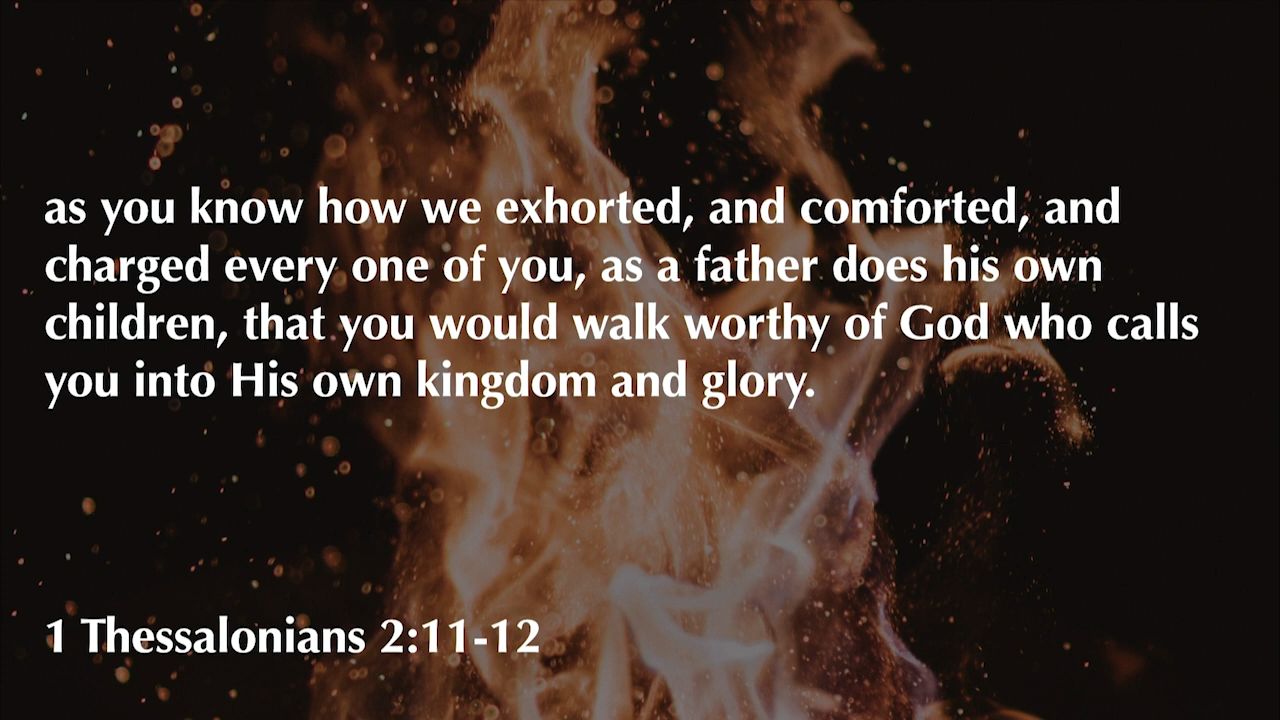 as you know how we exhorted, and comforted, and
charged every one of you, as a father does his own
children, that you would walk worthy of God who calls
you into His own kingdom and glory.
1 Thessalonians 2:11-12